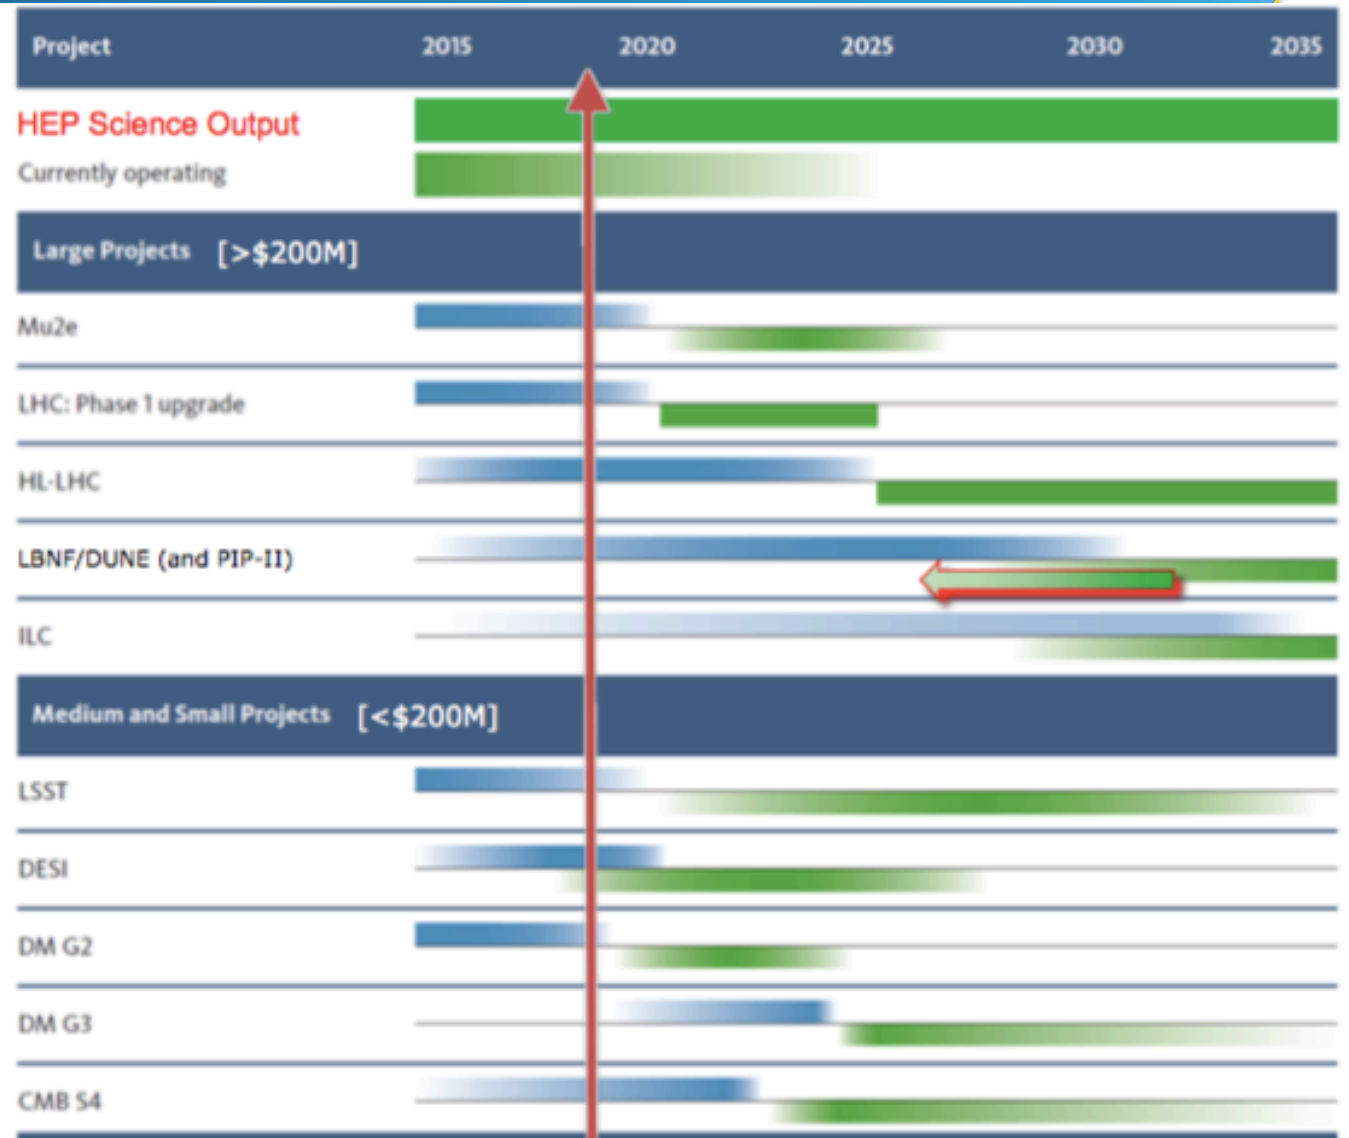 Project 2015 2020 2025 2030 2035
HEP Science Output
Currently operating
Large Projects [>$200M]
Mu2e
LHC: Phase 1 upgrade
HL-LHC
LBNF/DUNE (and PIP-II)
ILC
Medium and Small Projects [<$200M]
LSST
DESI
DM G2
DM G3
CMB S4